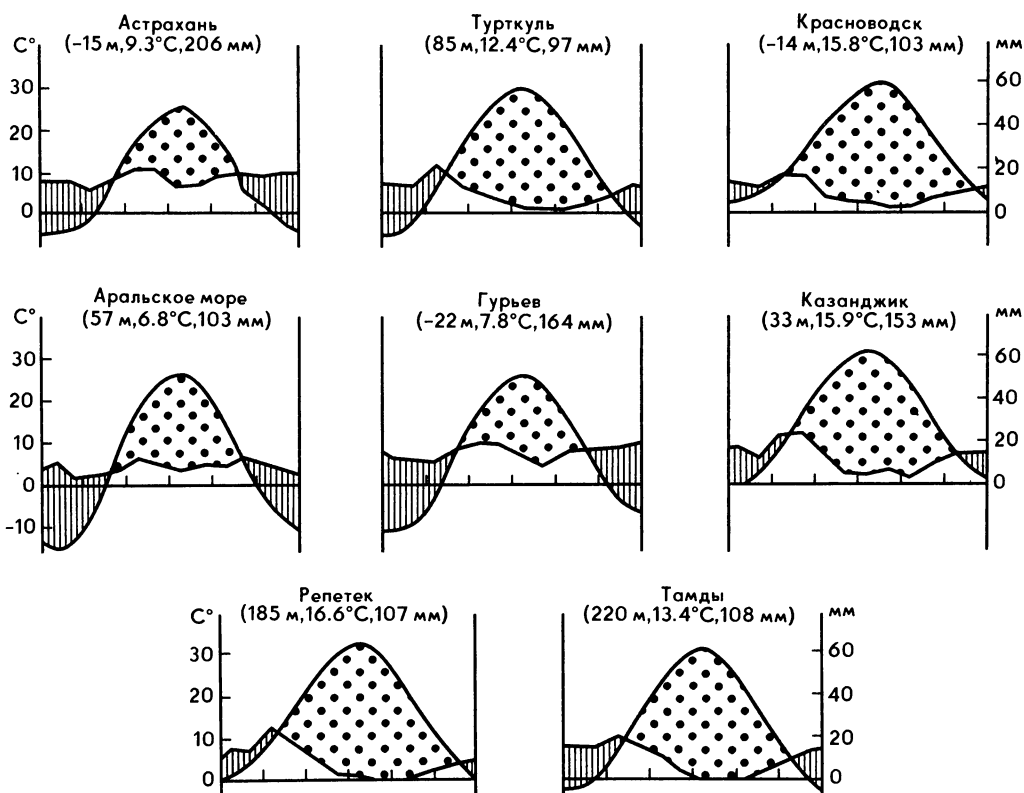 Астрахань
(–15 м, 9.3°C, 206 мм)
Турткуль
(85 м, 12.4°C, 97 мм)
Красноводск
(–14 м, 15.8°C, 103 мм)
C°
30
20
10
0
мм
60
40
20
0
Аральское море
(57 м, 6.8°C, 103 мм)
Гурьев
(–22 м, 7.8°C, 164 мм)
Казанджик
(33 м, 15.9°C, 153 мм)
C°
30
20
10
0
–10
мм
60
40
20
0
Репетек
(185 м, 16.6°C, 107 мм)
Тамды
(220 м, 13.4°C, 108 мм)
C°
30
20
10
0
мм
60
40
20
0